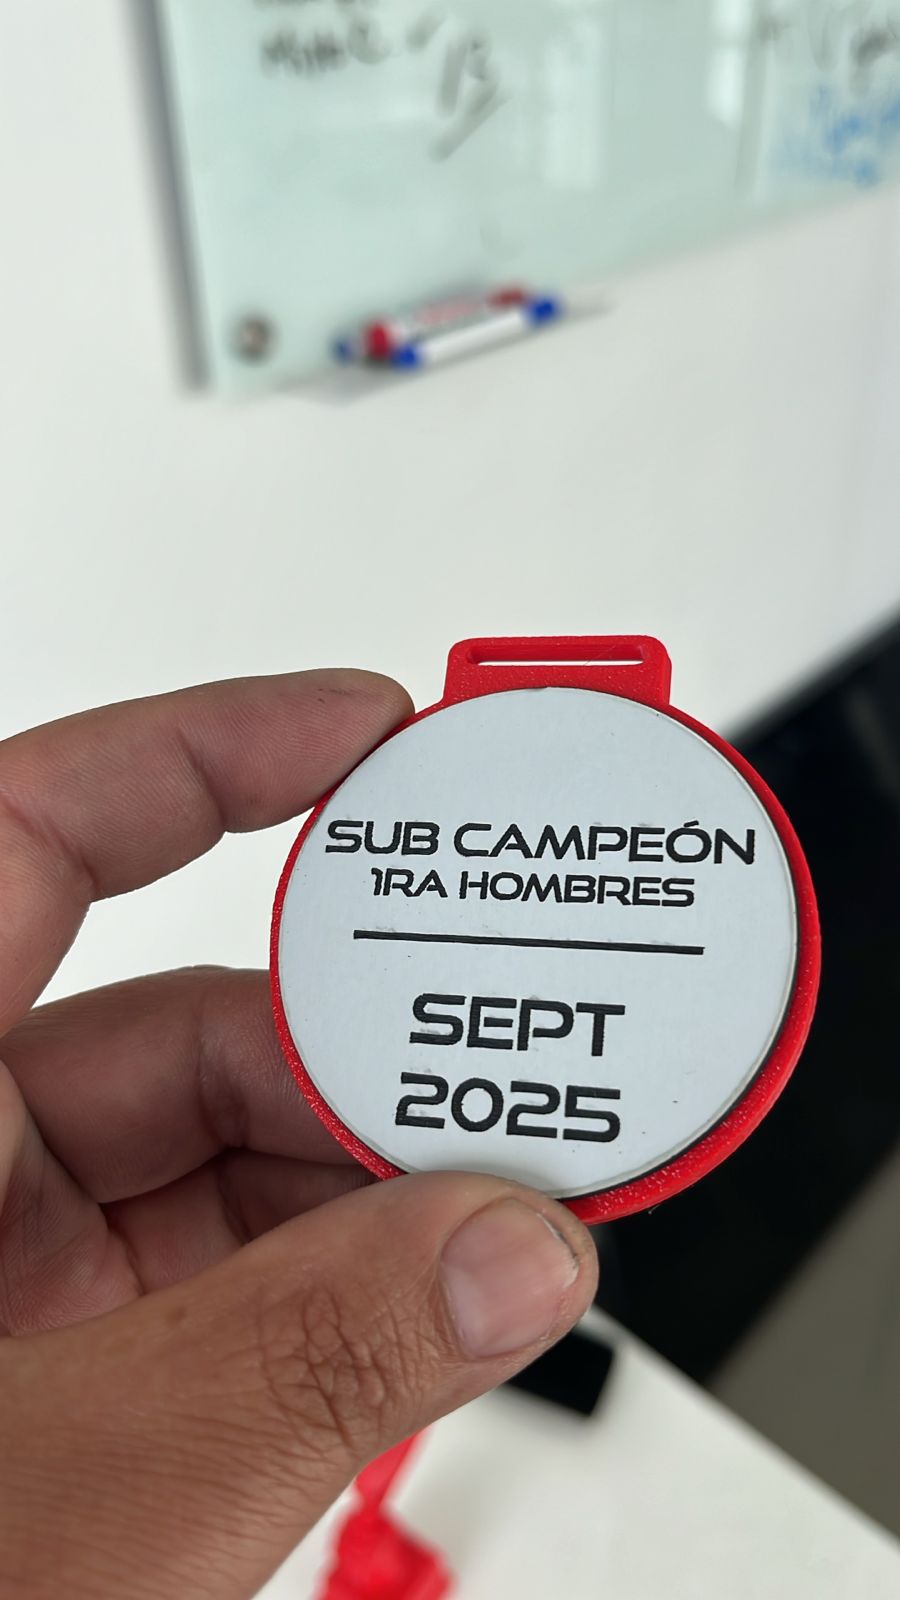 SUB CAMPEÓN
1RA HOMBRES
SEPT
2025